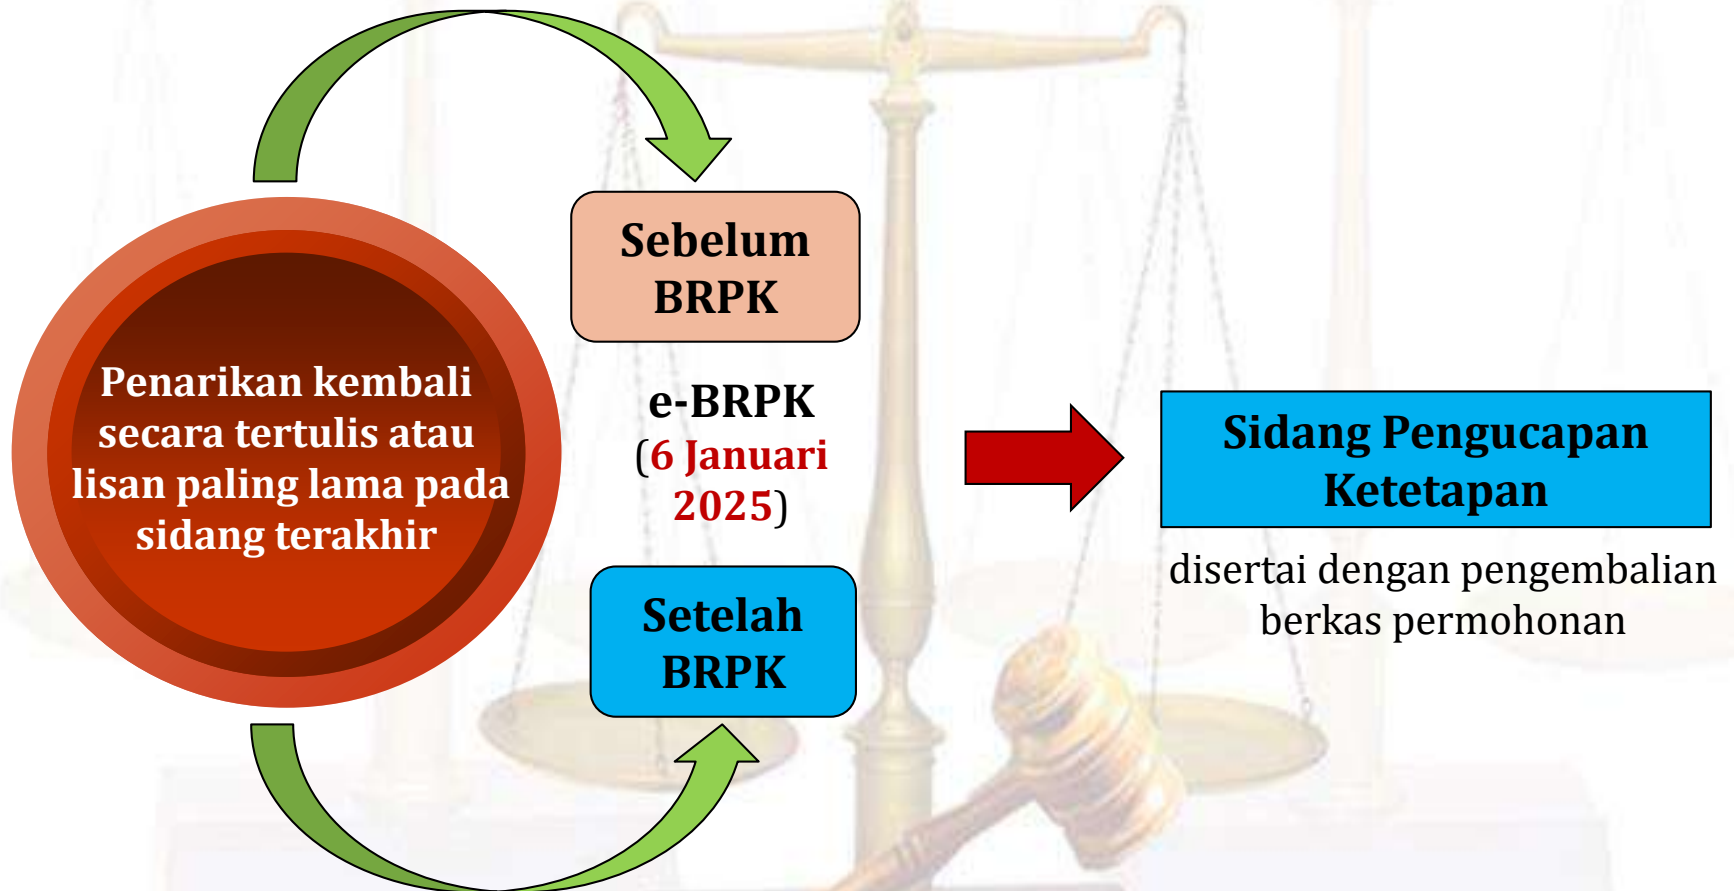 Penarikan kembali
secara tertulis atau
lisan paling lama pada
sidang terakhir
Sebelum
BRPK
e-BRPK
(6 Januari
2025)
Setelah
BRPK
Sidang Pengucapan
Ketetapan
disertai dengan pengembalian
berkas permohonan